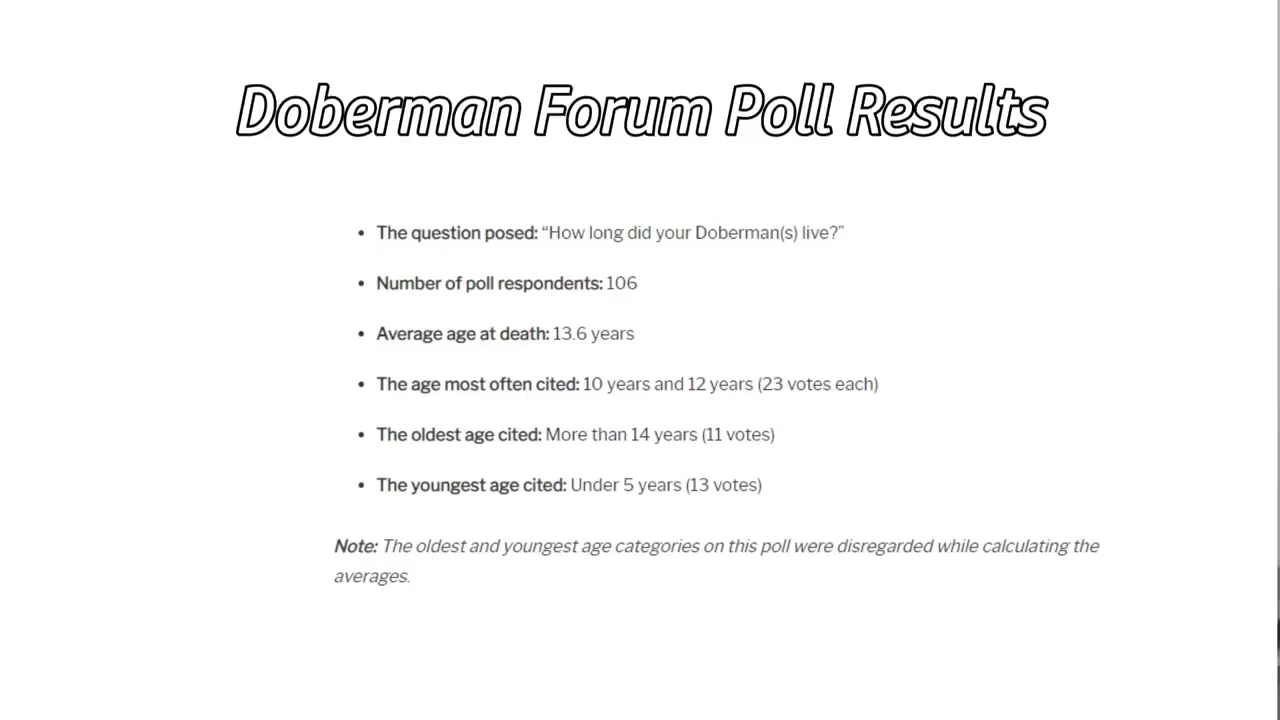 Doberman Forum Poll Results
• The question posed: “How long did your Doberman(s) live?”
• Number of poll respondents: 106
• Average age at death: 13.6 years
• The age most often cited: 10 years and 12 years (23 votes each)
• The oldest age cited: More than 14 years (11 votes)
• The youngest age cited: Under 5 years (13 votes)
Note: The oldest and youngest age categories on this poll were disregarded while calculating the
averages.